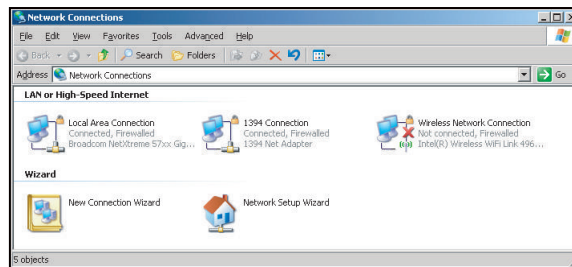 Network Connections
File Edit View Favorites Tools Advanced Help
Back Search Folders
Address Network Connections Go
LAN or High-Speed Internet
Local Area Connection
Connected, Firewalled
Broadcom NetXtreme 57xx Gig...
1394 Connection
Connected, Firewalled
1394 Net Adapter
Wireless Network Connection
Not connected, Firewalled
Intel(R) Wireless WiFi Link 496...
Wizard
New Connection Wizard
Network Setup Wizard
5 objects